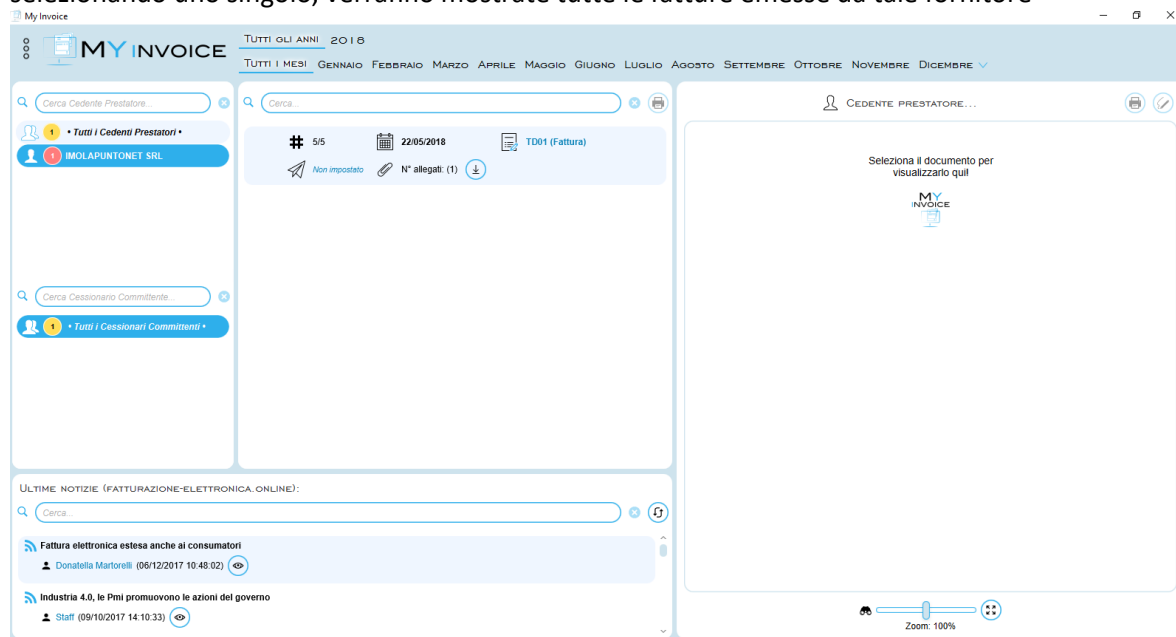 selezionando uno singolo, verranno mostrate tutte le fatture emesse da tale fornitore
My Invoice
MY INVOICE
TUTTI GLI ANNI 2018
TUTTI I MESI GENNAIO FEBBRAIO MARZO APRILE MAGGIO GIUGNO LUGLIO AGOSTO SETTEMBRE OTTOBRE NOVEMBRE DICEMBRE
Cerca Cedente Prestatore...
1 • Tutti i Cedenti Prestatori •
1 IMOLAPUNTONET SRL
Cerca Cessionario Committente...
1 • Tutti i Cessionari Committenti •
Cerca...
# 5/5 22/05/2018 TD01 (Fattura)
Non impostato N° allegati: (1)
CEDENTE PRESTATORE...
Seleziona il documento per
visualizzarlo qui!
MY
INVOICE
ULTIME NOTIZIE (FATTURAZIONE-ELETTRONICA.ONLINE):
Cerca...
Fattura elettronica estesa anche ai consumatori
Donatella Martorelli (06/12/2017 10:48:02)
Industria 4.0, le Pmi promuovono le azioni del governo
Staff (09/10/2017 14:10:33)
Zoom: 100%